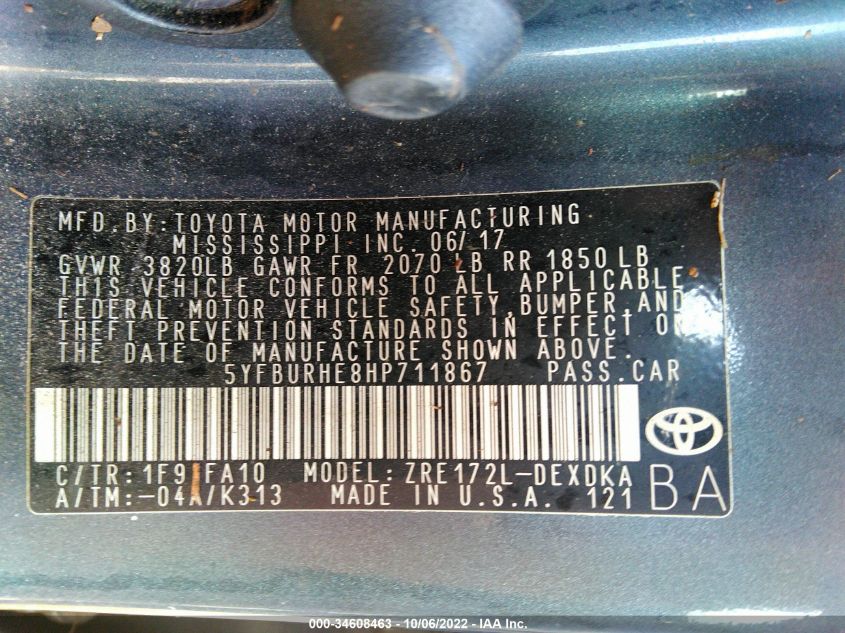 MFD. BY: TOYOTA MOTOR MANUFACTURING
MISSISSIPPI INC. 06/17
GVWR 3820LB GAWR FR 2070 LB RR 1850 LB
THIS VEHICLE CONFORMS TO ALL APPLICABLE
FEDERAL MOTOR VEHICLE SAFETY, BUMPER, AND
THEFT PREVENTION STANDARDS IN EFFECT ON
THE DATE OF MANUFACTURE SHOWN ABOVE.
5YFBURHE8HP711867 PASS. CAR
C/TR: FA10 MODEL: ZRE172L-DEXDKA
A/TM:-04A/K313 MADE IN U.S.A. 121
BA
000-34608463 - 10/06/2022 - IAA Inc.